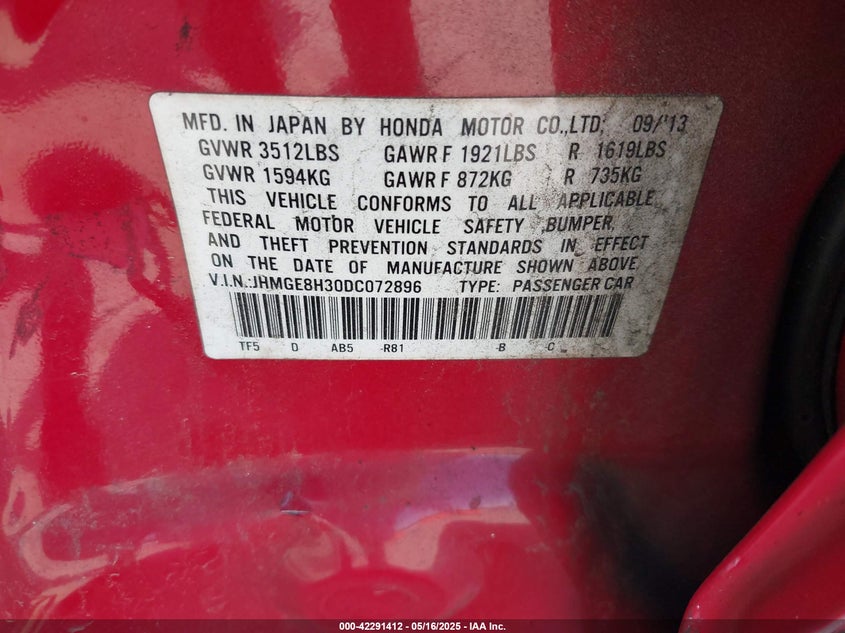 MFD. IN JAPAN BY HONDA MOTOR CO.,LTD; 09/'13
GVWR 3512LBS GAWR F 1921LBS R 1619LBS
GVWR 1594KG GAWR F 872KG R 735KG
THIS VEHICLE CONFORMS TO ALL APPLICABLE
FEDERAL MOTOR VEHICLE SAFETY ,BUMPER,
AND THEFT PREVENTION STANDARDS IN EFFECT
ON THE DATE OF MANUFACTURE SHOWN ABOVE.
V.I.N.:JHMGE8H30DC072896 TYPE: PASSENGER CAR
TF5 D AB5 -R81 -B -C
000-42291412 - 05/16/2025 - IAA Inc.